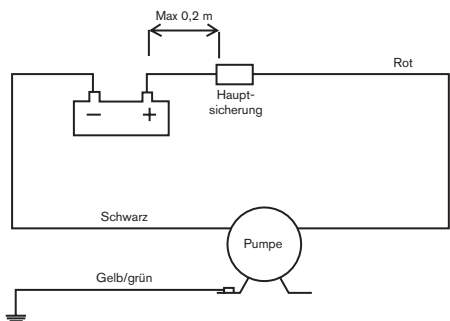 Max 0,2 m
Rot
Haupt-
sicherung
Schwarz
Pumpe
Gelb/grün